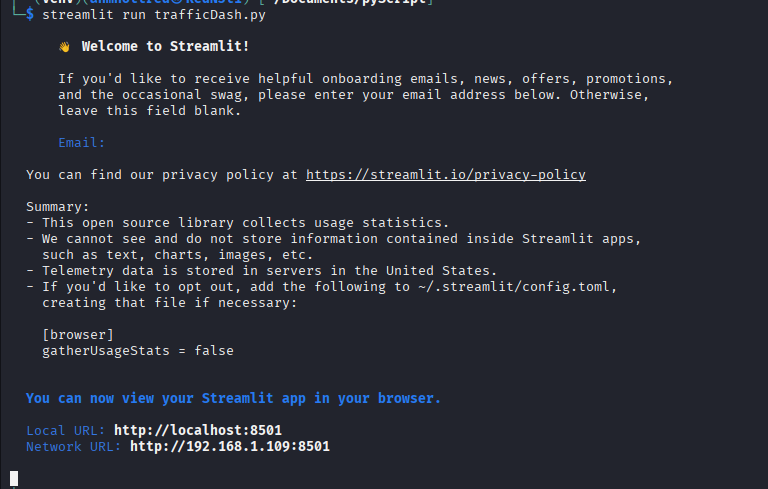 $ streamlit run trafficDash.py
👋 Welcome to Streamlit!
If you'd like to receive helpful onboarding emails, news, offers, promotions,
and the occasional swag, please enter your email address below. Otherwise,
leave this field blank.
Email:
You can find our privacy policy at https://streamlit.io/privacy-policy
Summary:
- This open source library collects usage statistics.
- We cannot see and do not store information contained inside Streamlit apps,
such as text, charts, images, etc.
- Telemetry data is stored in servers in the United States.
- If you'd like to opt out, add the following to ~/.streamlit/config.toml,
creating that file if necessary:
[browser]
gatherUsageStats = false
You can now view your Streamlit app in your browser.
Local URL: http://localhost:8501
Network URL: http://192.168.1.109:8501